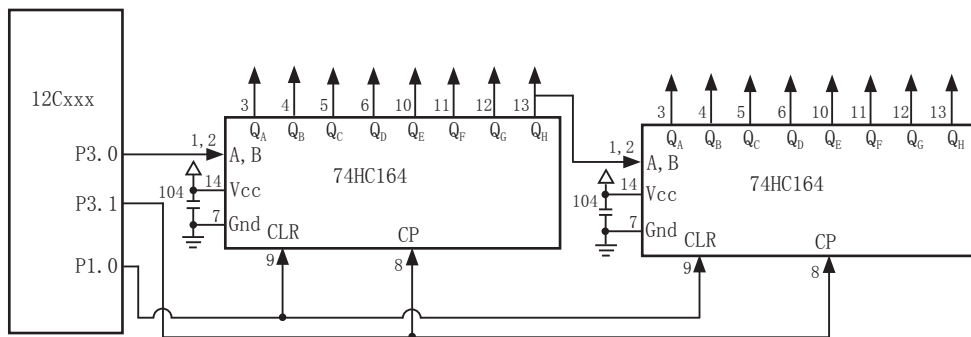 12Cxxx
P3.0
P3.1
P1.0
3 4 5 6 10 11 12 13
QA QB QC QD QE QF QG QH
1,2
A,B
74HC164
14
Vcc
104
7
Gnd
CLR
CP
9
8
3 4 5 6 10 11 12 13
QA QB QC QD QE QF QG QH
1,2
A,B
74HC164
14
Vcc
104
7
Gnd
CLR
CP
9
8